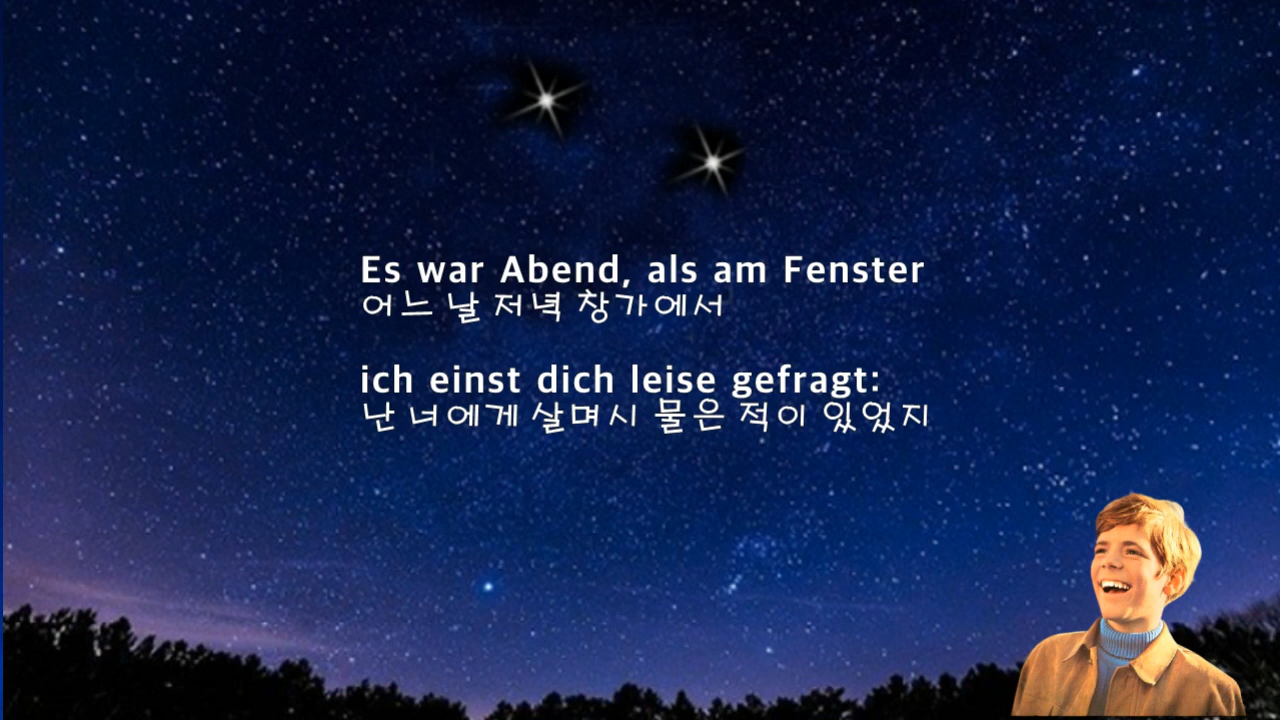 Es war Abend, als am Fenster
어느 날 저녁 창가에서
ich einst dich leise gefragt:
난 너에게 살며시 물은 적이 있었지